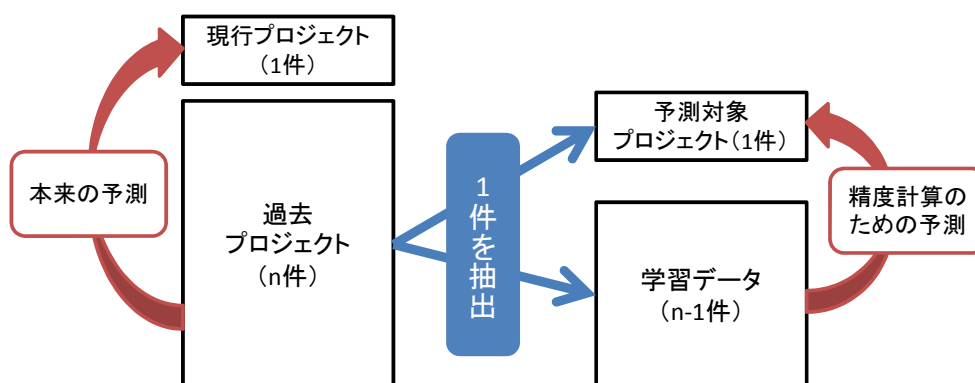 現行プロジェクト
(1件)
本来の予測
過去
プロジェクト
(n件)
1件を抽出
予測対象
プロジェクト(1件)
学習データ
(n-1件)
精度計算の
ための予測